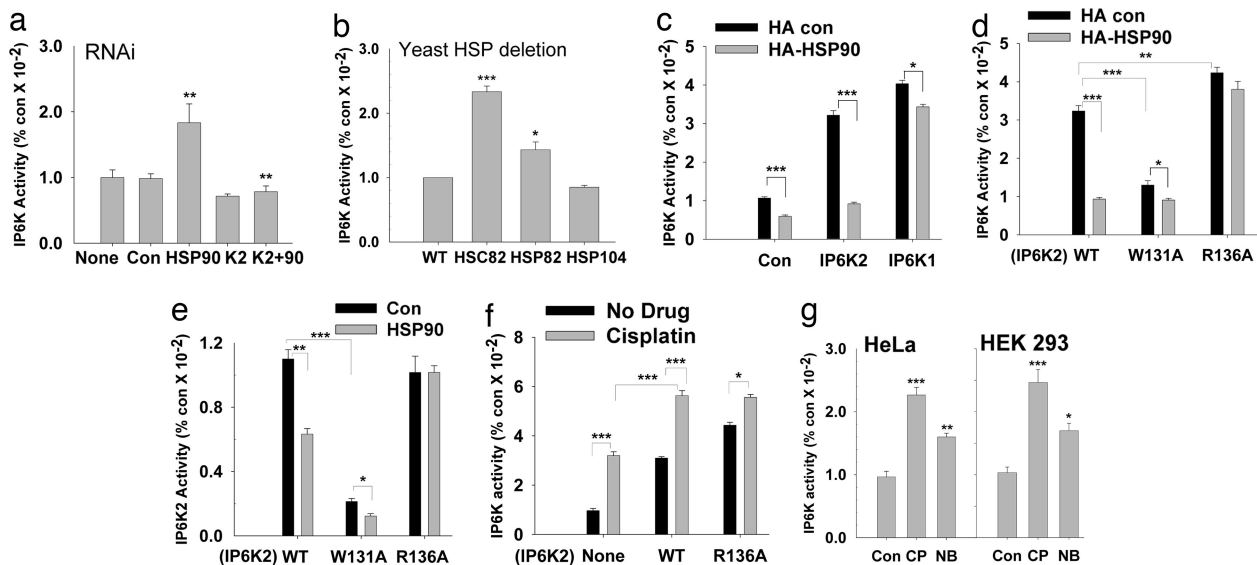 a
RNAi
IP6K Activity (% con X 10-2)
3.0
2.0
1.0
0.0
**
**
None Con HSP90 K2 K2+90
b
Yeast HSP deletion
IP6K Activity (% con X 10-2)
3.0
2.0
1.0
0.0
***
*
WT HSC82 HSP82 HSP104
c
HA con
HA-HSP90
IP6K Activity (% con X 10-2)
5
4
3
2
1
0
***
***
*
Con IP6K2 IP6K1
d
HA con
HA-HSP90
IP6K Activity (% con X 10-2)
5
4
3
2
1
0
**
***
***
*
(IP6K2) WT W131A R136A
e
Con
HSP90
IP6K2 Activity (% con X 10-2)
1.2
0.8
0.4
0.0
***
**
*
(IP6K2) WT W131A R136A
f
No Drug
Cisplatin
IP6K activity (% con X 10-2)
8
6
4
2
0
***
***
***
*
(IP6K2) None WT R136A
g
HeLa
HEK 293
IP6K activity (% con X 10-2)
3.0
2.0
1.0
0.0
***
**
***
*
Con CP NB
Con CP NB